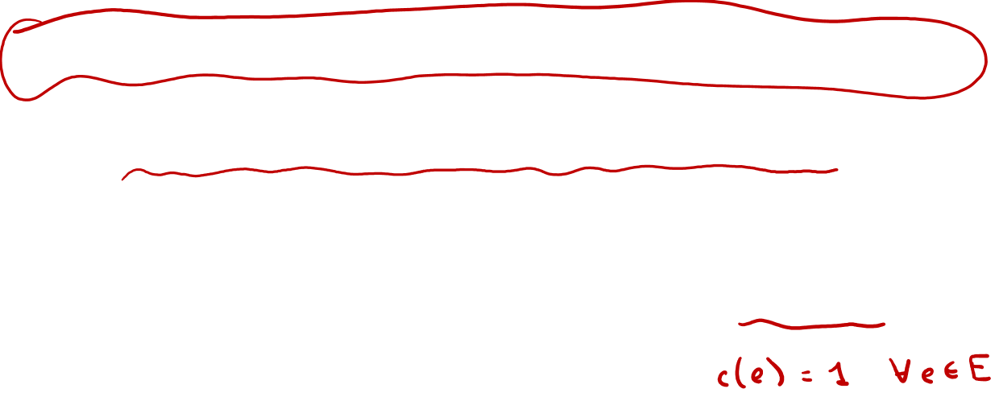 c(e) = 1 ∀ e ∈ E